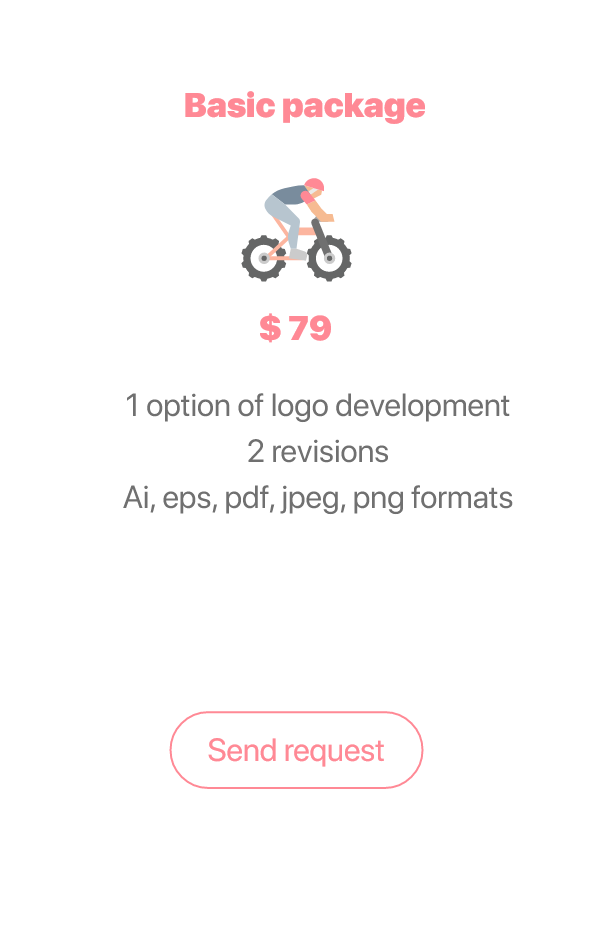 Basic package
$ 79
1 option of logo development
2 revisions
Ai, eps, pdf, jpeg, png formats
Send request